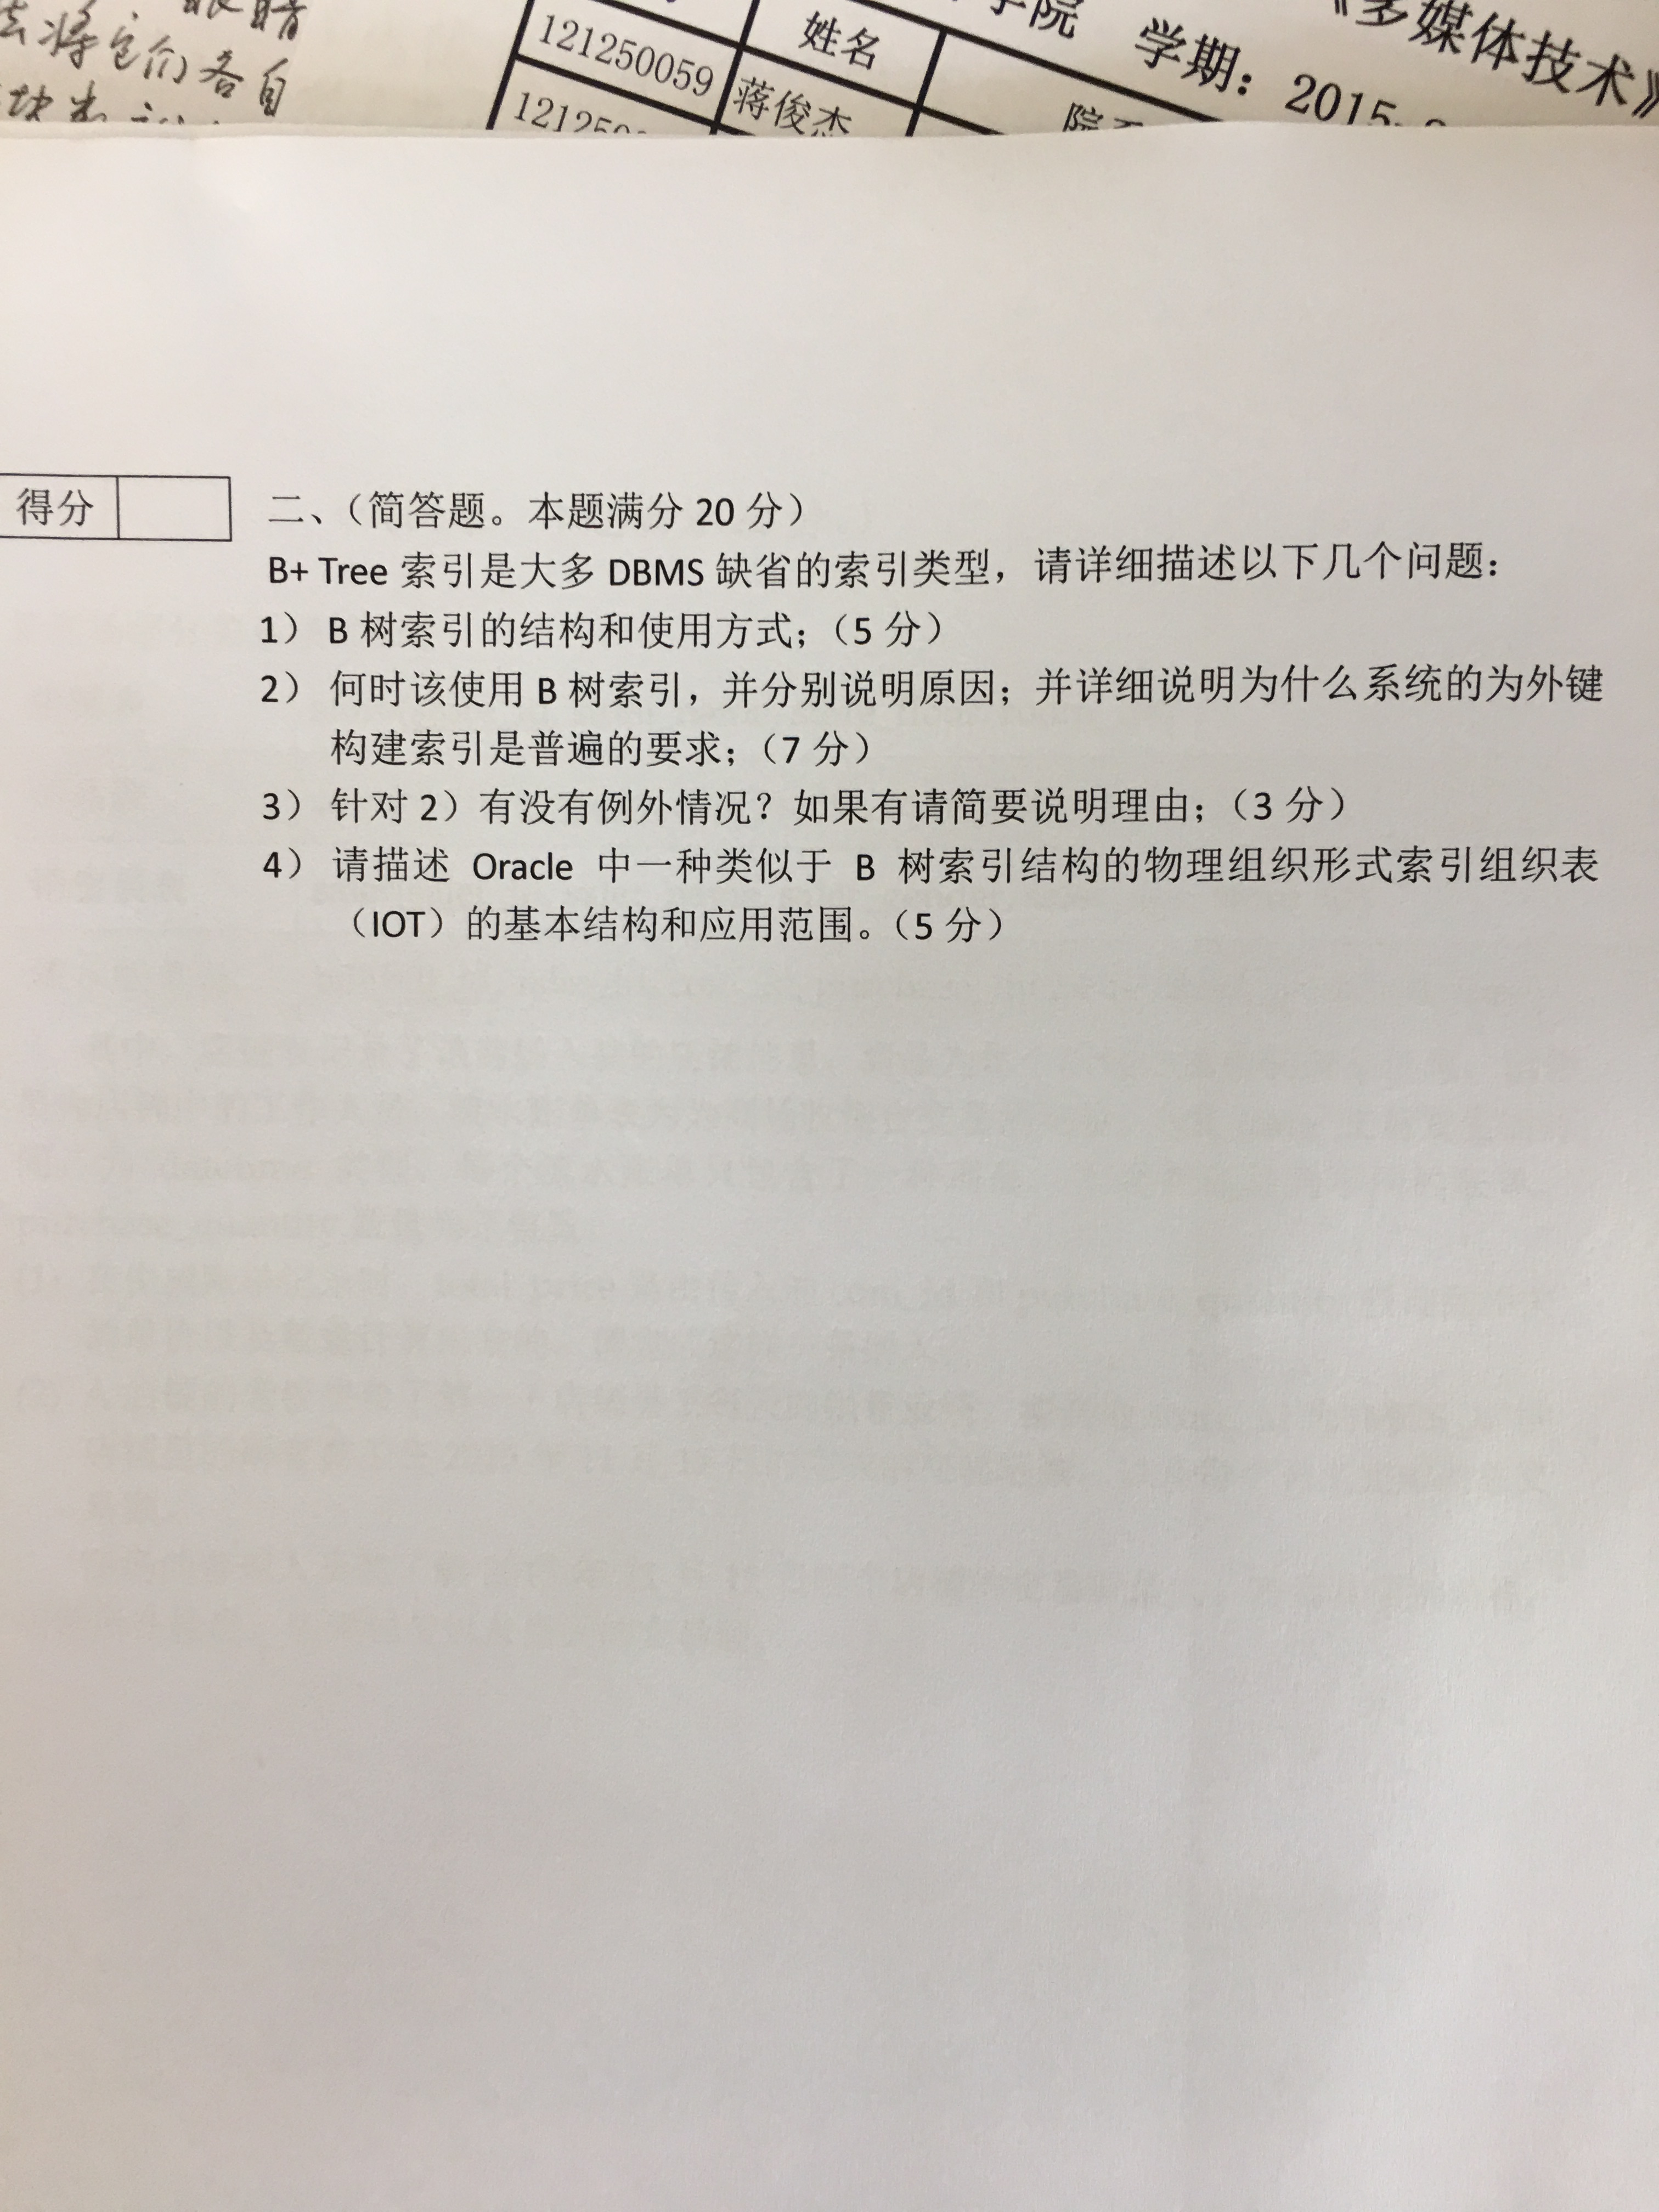 眼睛
去将它们各自
学院 学期：2015-
《多媒体技术》
姓名
121250059 蒋俊杰
院
12125
得分
二、（简答题。本题满分 20 分）
B+ Tree 索引是大多 DBMS 缺省的索引类型，请详细描述以下几个问题：
1） B 树索引的结构和使用方式；（5 分）
2） 何时该使用 B 树索引，并分别说明原因；并详细说明为什么系统的为外键
构建索引是普遍的要求；（7 分）
3） 针对 2）有没有例外情况？如果有请简要说明理由；（3 分）
4） 请描述 Oracle 中一种类似于 B 树索引结构的物理组织形式索引组织表
（IOT）的基本结构和应用范围。（5 分）